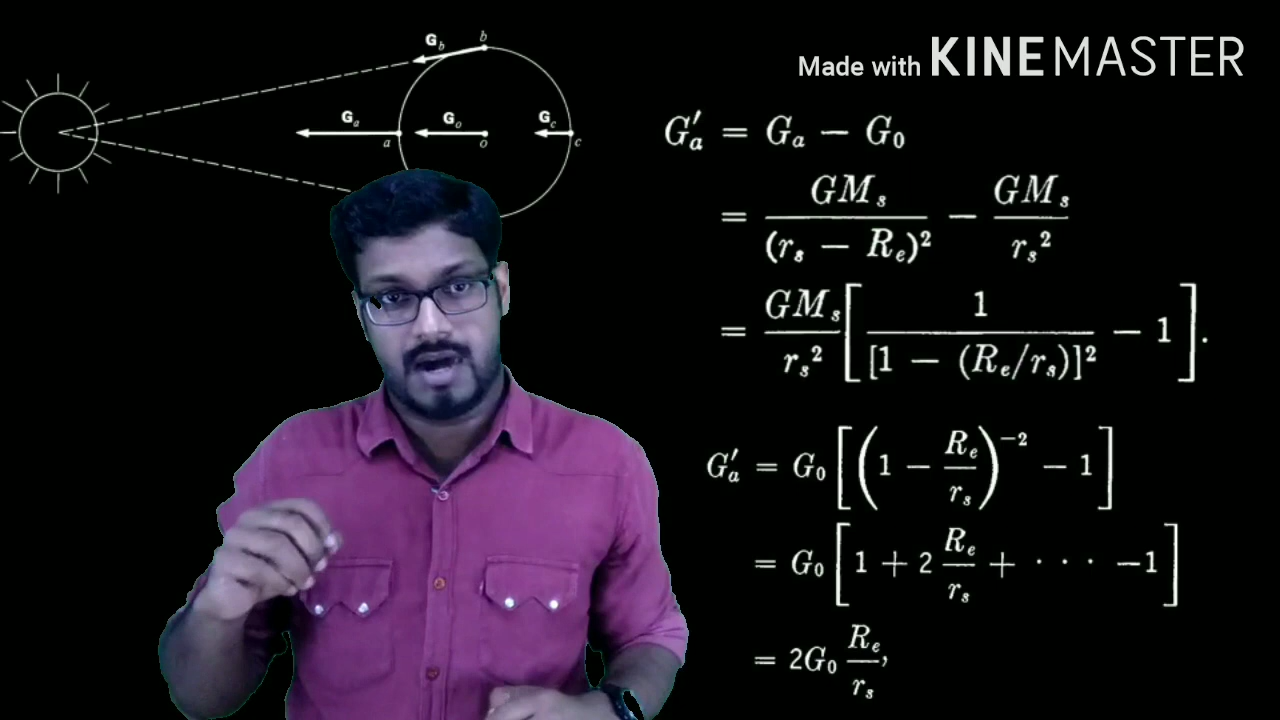 Made with KINEMASTER
G_b b
G_a G_o G_c
a o c
G'_a = G_a − G_0
= GM_s/(r_s − R_e)² − GM_s/r_s²
= GM_s/r_s² [1/[1 − (R_e/r_s)]² − 1].
G'_a = G_0 [(1 − R_e/r_s)⁻² − 1]
= G_0 [1 + 2 R_e/r_s + · · · · −1]
= 2G_0 R_e/r_s,